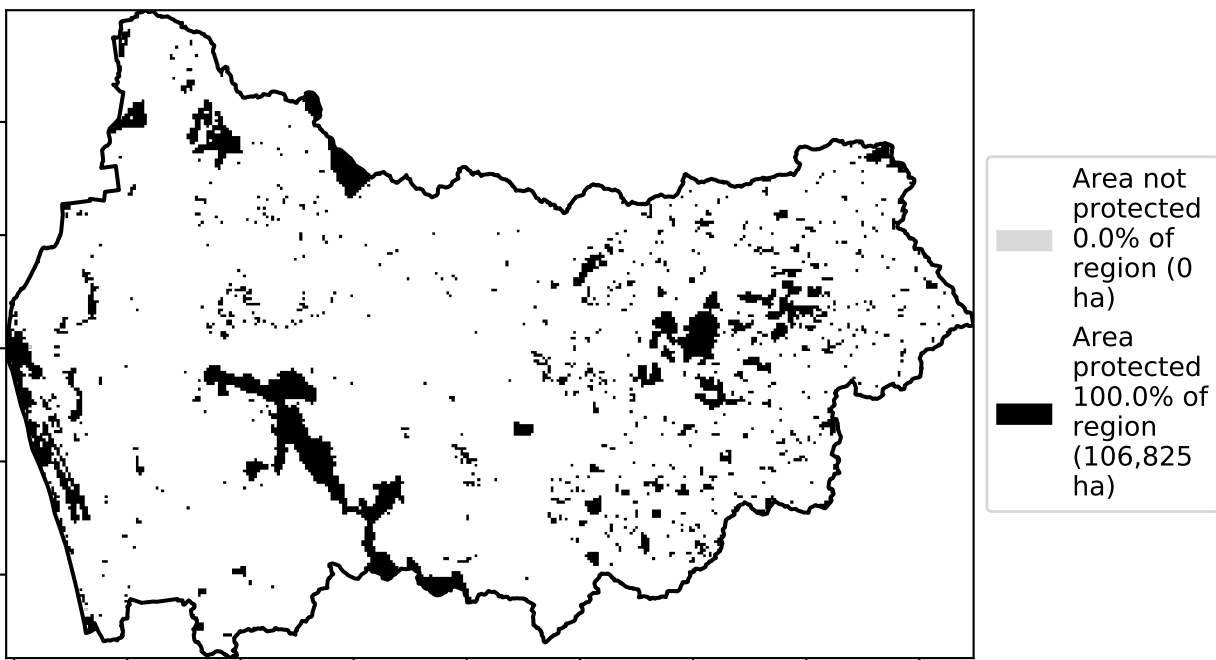 Area not
protected
0.0% of
region (0
ha)
Area
protected
100.0% of
region
(106,825
ha)